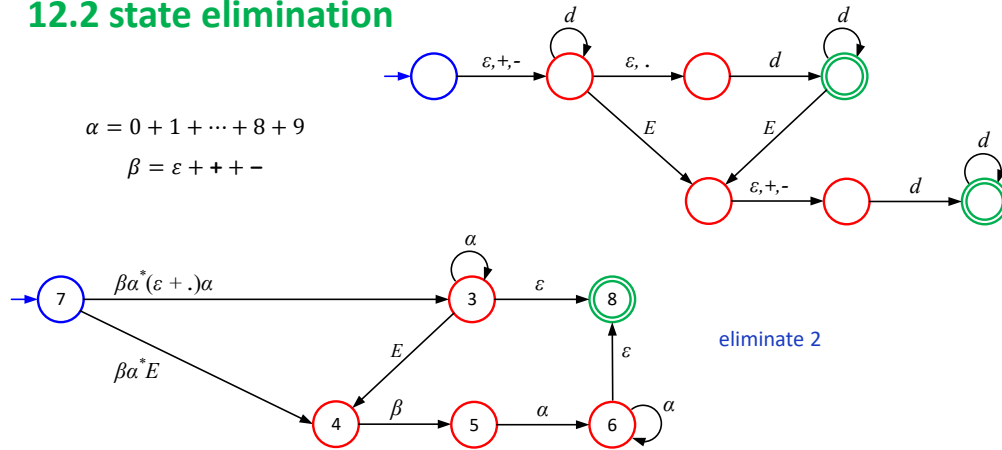 12.2 state elimination
d
d
ε,+,-
ε, .
d
α = 0 + 1 + ⋯ + 8 + 9
β = ε + + + −
E
E
d
ε,+,-
d
α
7
βα*(ε + .)α
3
ε
8
eliminate 2
E
ε
βα*E
4
β
5
α
6
α